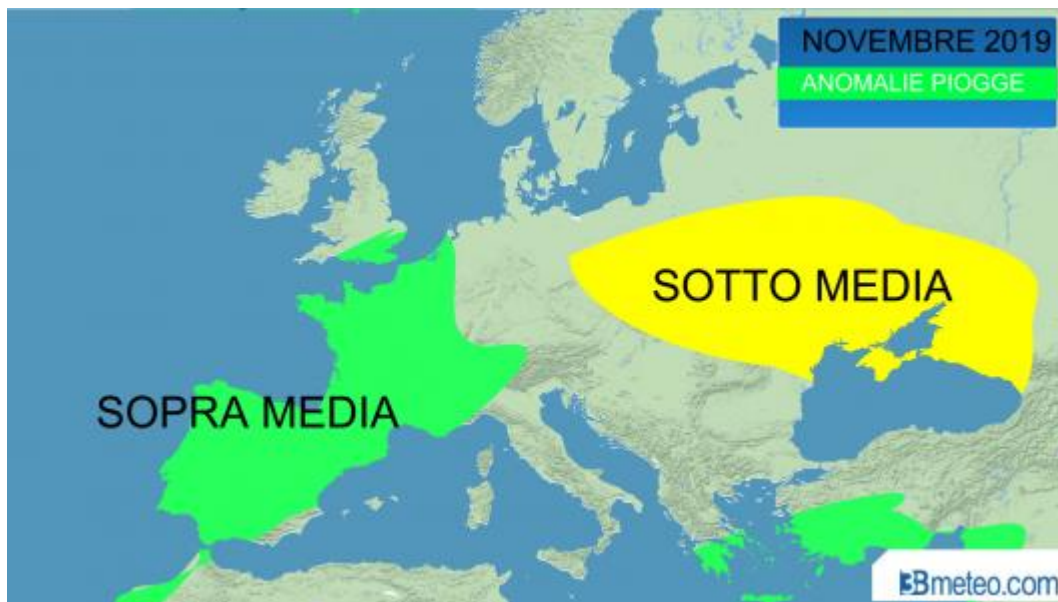 NOVEMBRE 2019
ANOMALIE PIOGGE
SOTTO MEDIA
SOPRA MEDIA
3Bmeteo.com